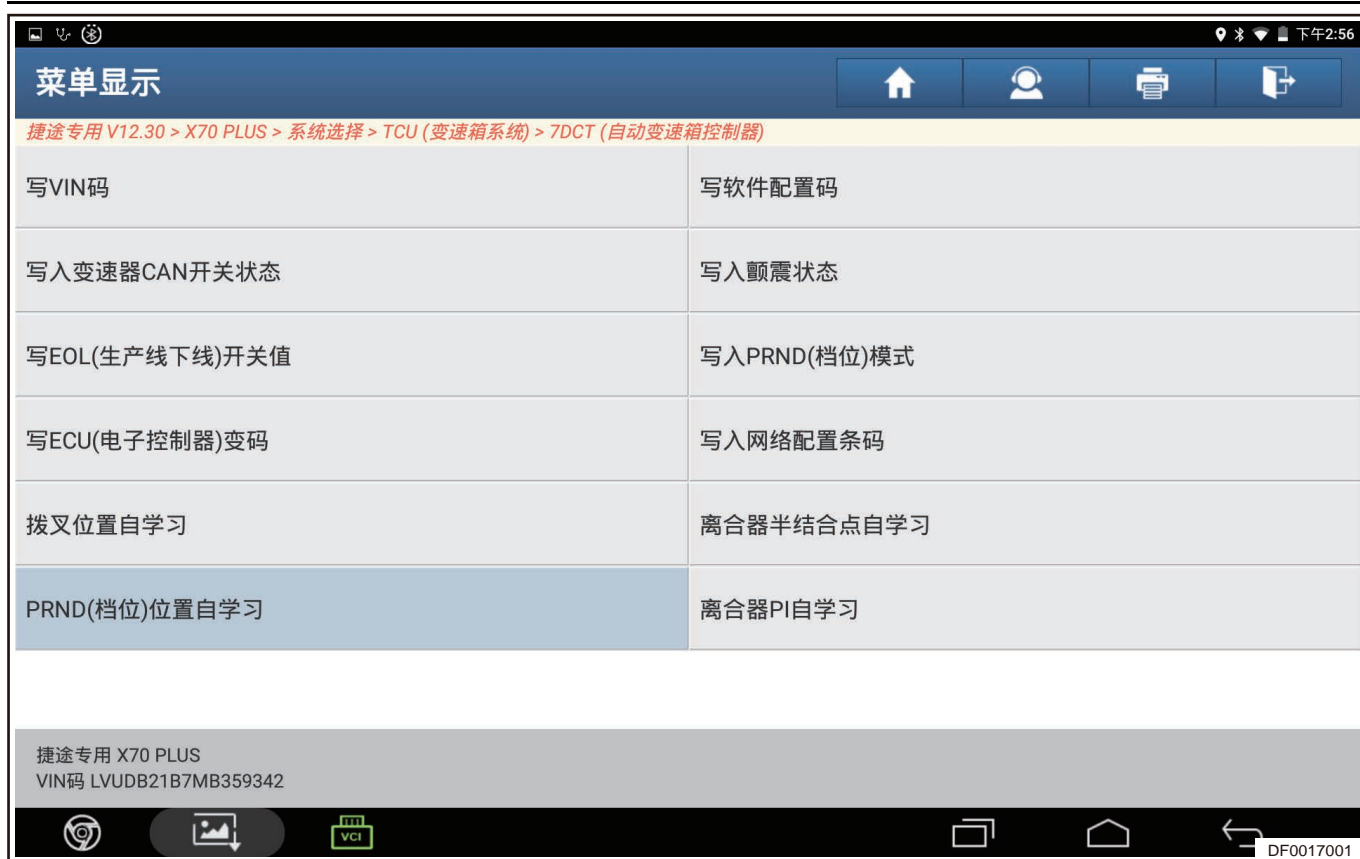 下午2:56
菜单显示
捷途专用 V12.30 > X70 PLUS > 系统选择 > TCU (变速箱系统) > 7DCT (自动变速箱控制器)
写VIN码
写软件配置码
写入变速器CAN开关状态
写入颤震状态
写EOL(生产线下线)开关值
写入PRND(档位)模式
写ECU(电子控制器)变码
写入网络配置条码
拨叉位置自学习
离合器半结合点自学习
PRND(档位)位置自学习
离合器PI自学习
捷途专用 X70 PLUS
VIN码 LVUDB21B7MB359342
VCI
DF0017001